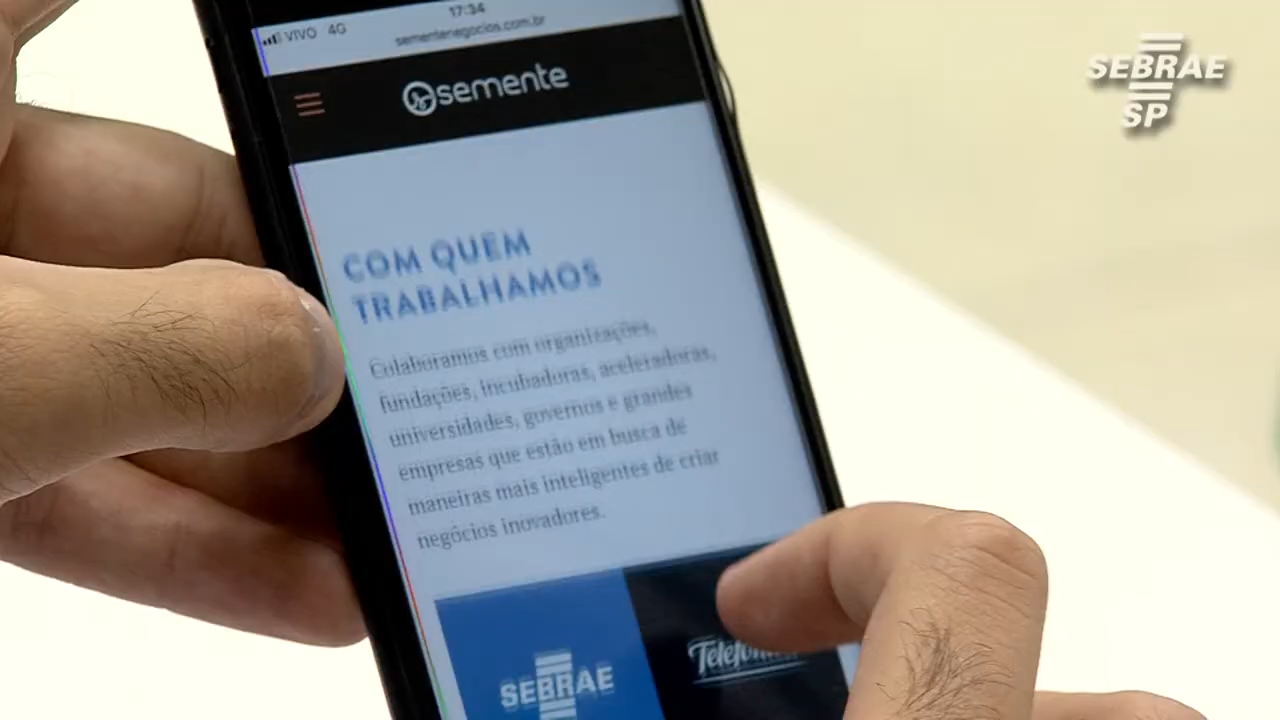 VIVO 4G
17:34
sementenegocios.com.br
semente
SEBRAE
SP
COM QUEM
TRABALHAMOS
Colaboramos com organizações,
fundações, incubadoras, aceleradoras,
universidades, governos e grandes
empresas que estão em busca de
maneiras mais inteligentes de criar
negócios inovadores.
SEBRAE